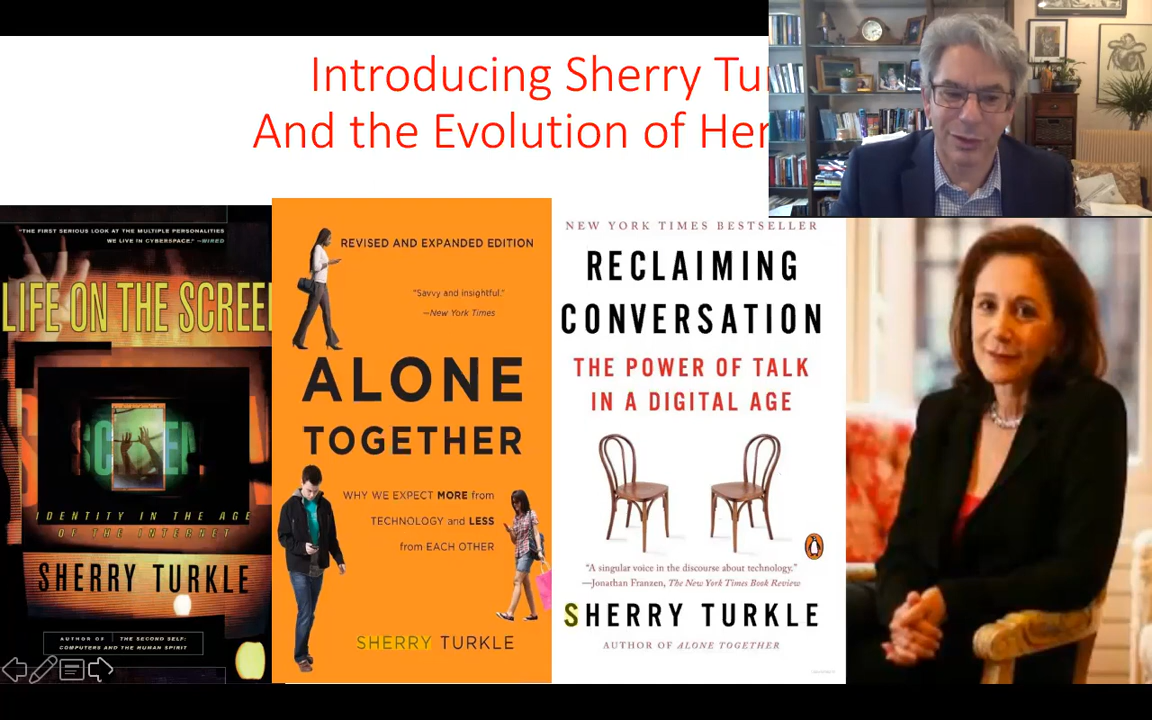 Introducing Sherry Tu
And the Evolution of Her
"THE FIRST SERIOUS LOOK AT THE MULTIPLE PERSONALITIES
WE LIVE IN CYBERSPACE." —WIRED
LIFE ON THE SCREE
SCREEN
IDENTITY IN THE AGE
OF THE INTERNET
SHERRY TURKLE
AUTHOR OF THE SECOND SELF:
COMPUTERS AND THE HUMAN SPIRIT
REVISED AND EXPANDED EDITION
"Savvy and insightful."
—New York Times
ALONE
TOGETHER
WHY WE EXPECT MORE from
TECHNOLOGY and LESS
from EACH OTHER
SHERRY TURKLE
NEW YORK TIMES BESTSELLER
RECLAIMING
CONVERSATION
THE POWER OF TALK
IN A DIGITAL AGE
"A singular voice in the discourse about technology."
—Jonathan Franzen, The New York Times Book Review
SHERRY TURKLE
AUTHOR OF ALONE TOGETHER